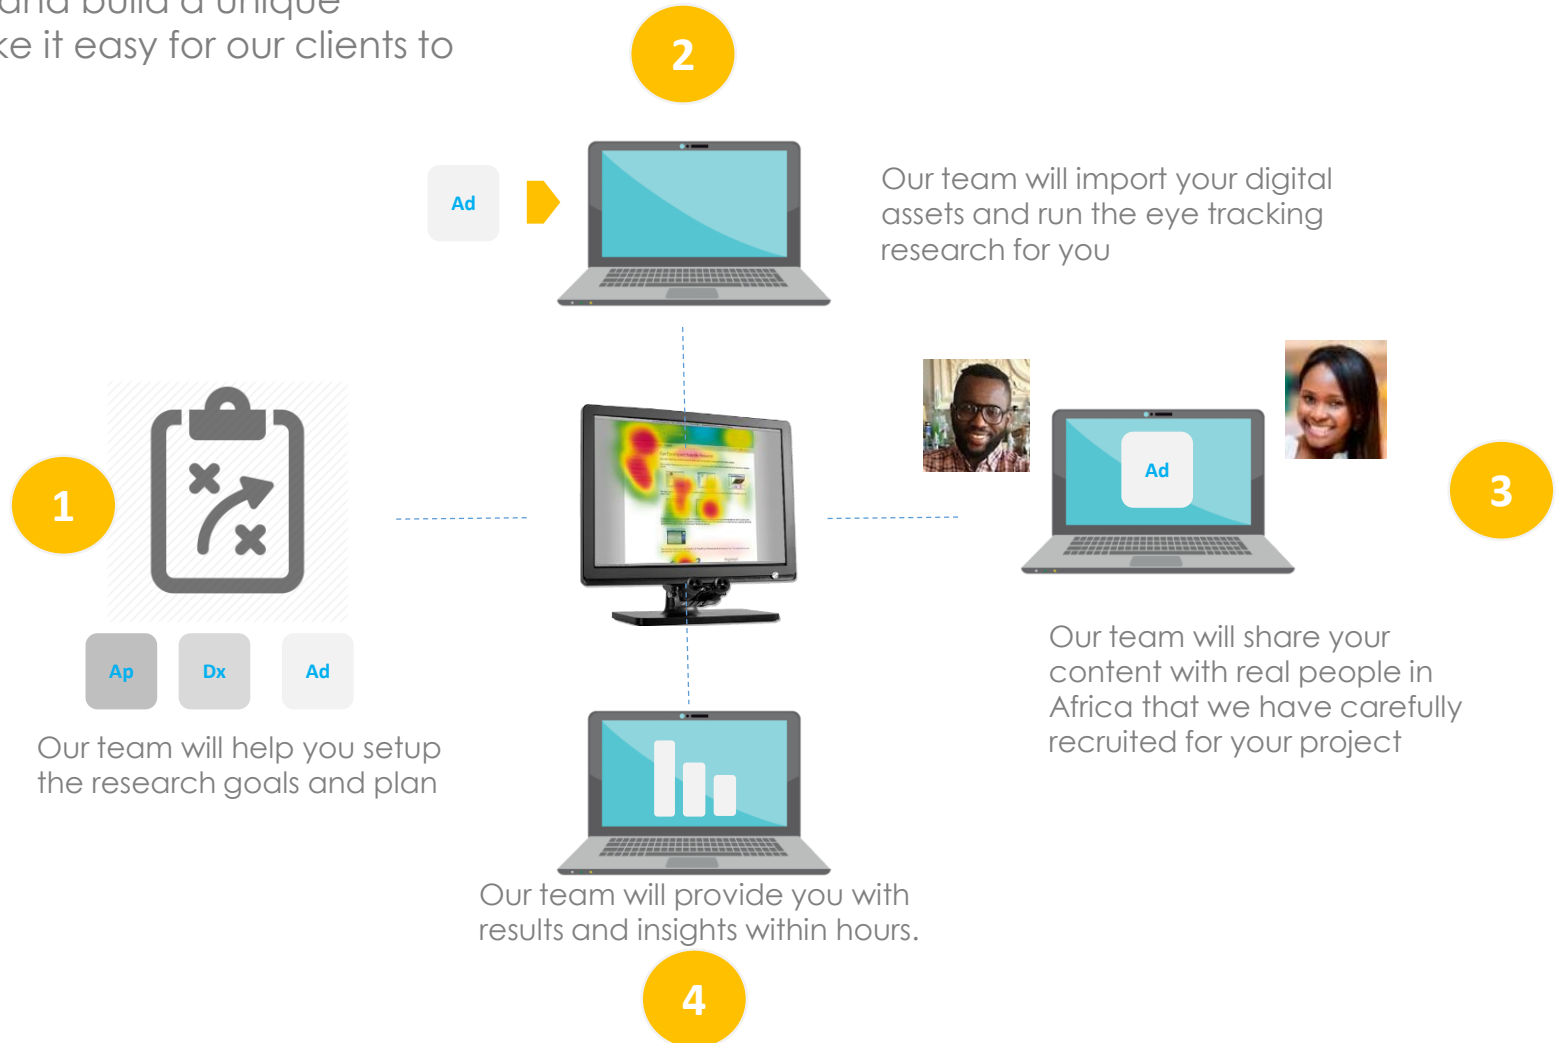 and build a unique
ke it easy for our clients to
2
Ad
Our team will import your digital
assets and run the eye tracking
research for you
1
Ad
3
Ap Dx Ad
Our team will help you setup
the research goals and plan
Our team will share your
content with real people in
Africa that we have carefully
recruited for your project
Our team will provide you with
results and insights within hours.
4